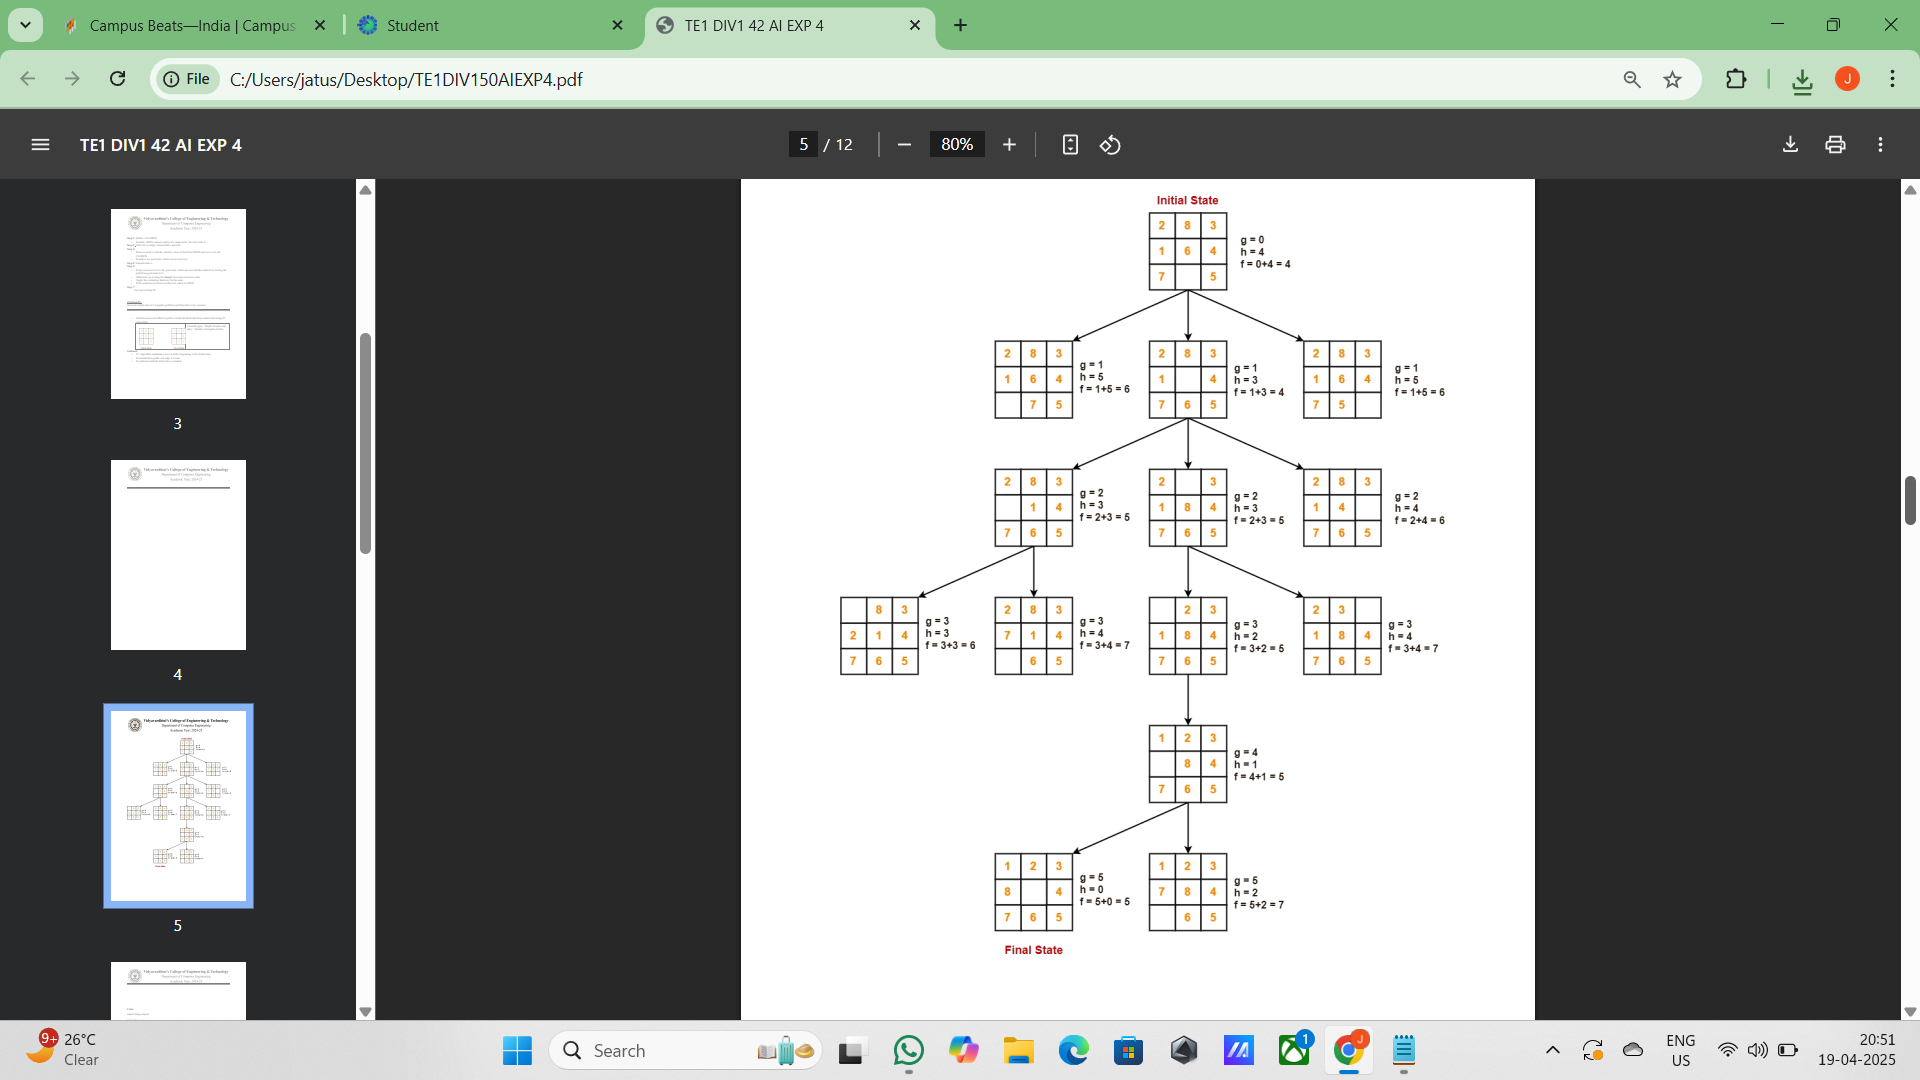 Campus Beats—India | Campus
Student
TE1 DIV1 42 AI EXP 4
File
C:/Users/jatus/Desktop/TE1DIV150AIEXP4.pdf
J
TE1 DIV1 42 AI EXP 4
5 / 12
80%
3
4
5
Initial State
2 8 3
1 6 4
7 5
g = 0
h = 4
f = 0+4 = 4
2 8 3
1 6 4
7 5
g = 1
h = 5
f = 1+5 = 6
2 8 3
1 4
7 6 5
g = 1
h = 3
f = 1+3 = 4
2 8 3
1 6 4
7 5
g = 1
h = 5
f = 1+5 = 6
2 8 3
1 4
7 6 5
g = 2
h = 3
f = 2+3 = 5
2 3
1 8 4
7 6 5
g = 2
h = 3
f = 2+3 = 5
2 8 3
1 4
7 6 5
g = 2
h = 4
f = 2+4 = 6
8 3
2 1 4
7 6 5
g = 3
h = 3
f = 3+3 = 6
2 8 3
7 1 4
6 5
g = 3
h = 4
f = 3+4 = 7
2 3
1 8 4
7 6 5
g = 3
h = 2
f = 3+2 = 5
2 3
1 8 4
7 6 5
g = 3
h = 4
f = 3+4 = 7
1 2 3
8 4
7 6 5
g = 4
h = 1
f = 4+1 = 5
1 2 3
8 4
7 6 5
g = 5
h = 0
f = 5+0 = 5
1 2 3
7 8 4
6 5
g = 5
h = 2
f = 5+2 = 7
Final State
9+
26°C
Clear
Search
1
J
ENG
US
20:51
19-04-2025